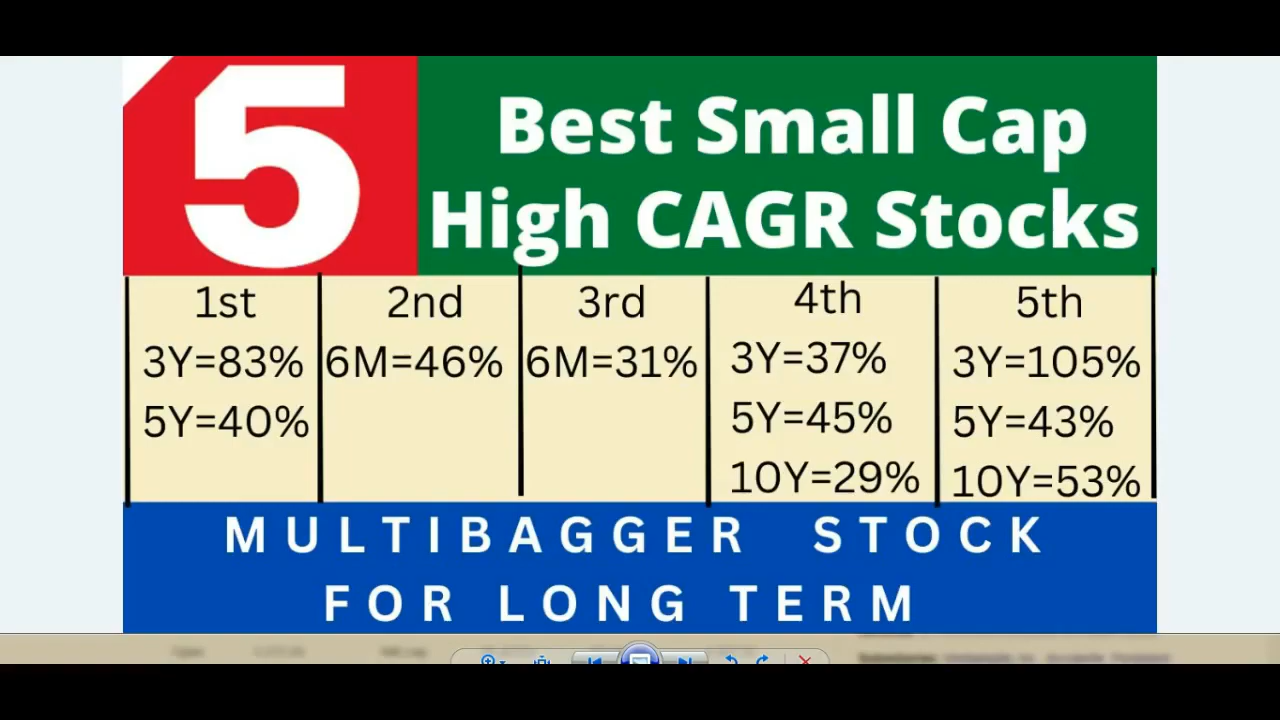 5
Best Small Cap
High CAGR Stocks
1st
3Y=83%
5Y=40%
2nd
6M=46%
3rd
6M=31%
4th
3Y=37%
5Y=45%
10Y=29%
5th
3Y=105%
5Y=43%
10Y=53%
MULTIBAGGER STOCK
FOR LONG TERM